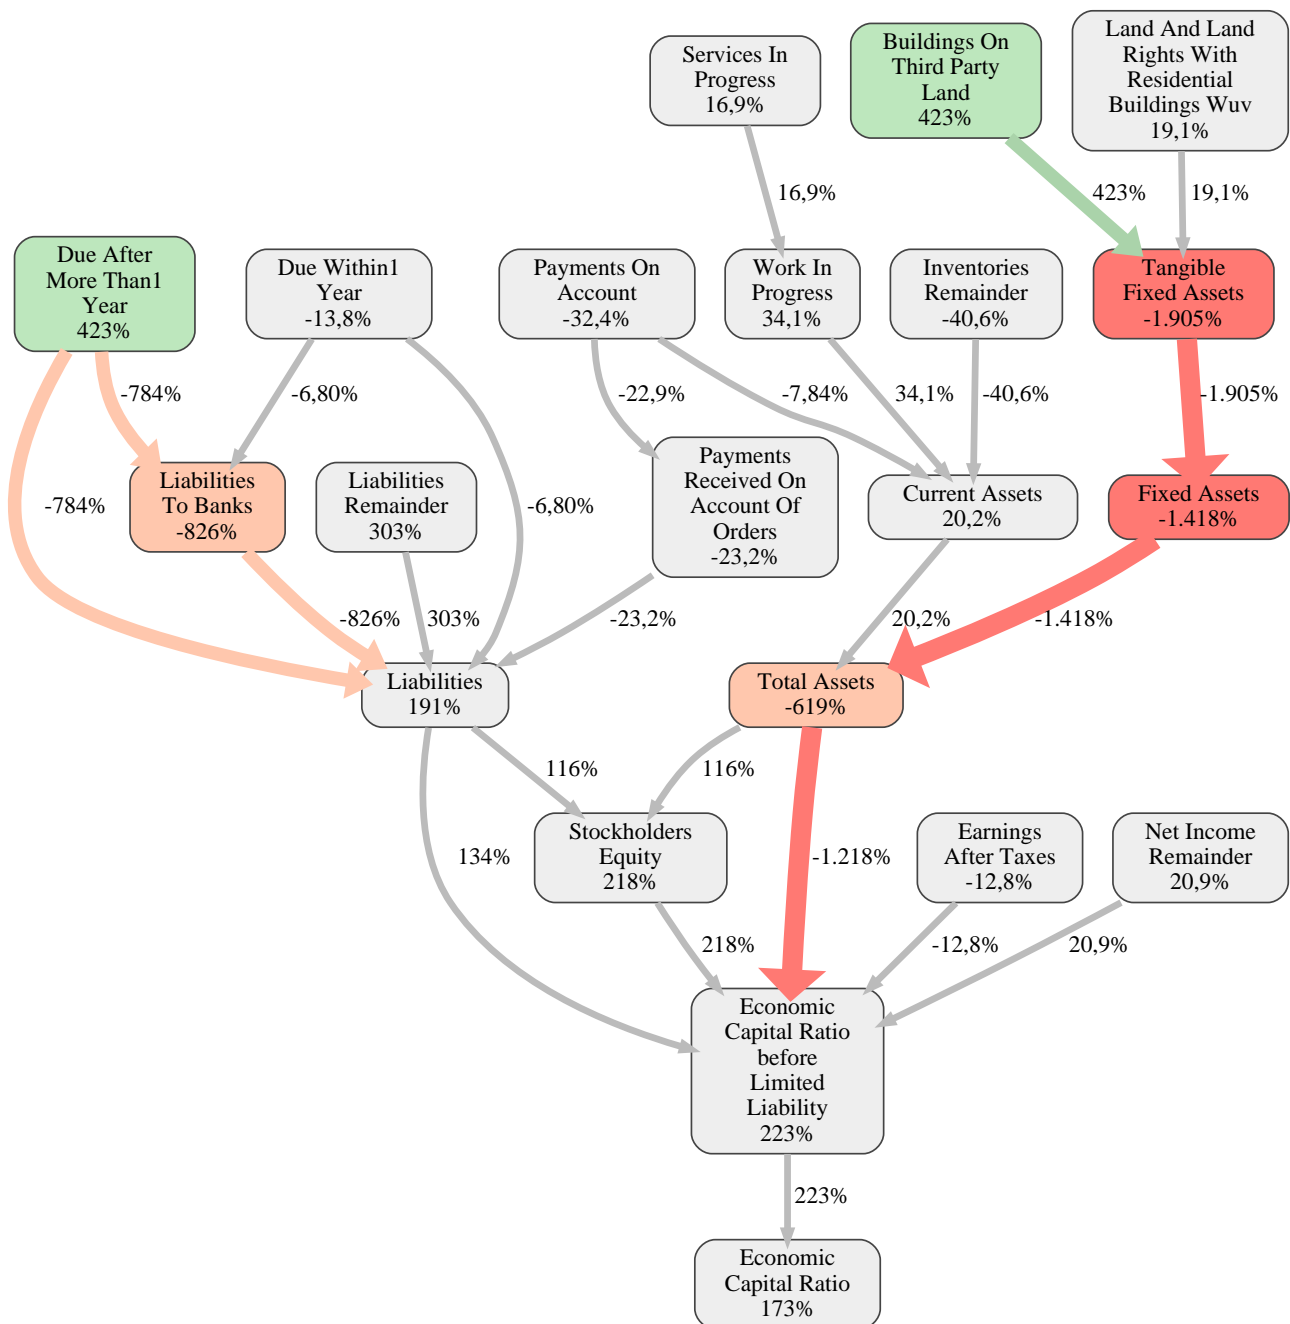 Services In
Progress
16,9%
Buildings On
Third Party
Land
423%
Land And Land
Rights With
Residential
Buildings Wuv
19,1%
16,9%
423%
19,1%
Due After
More Than1
Year
423%
Due Within1
Year
-13,8%
Payments On
Account
-32,4%
Work In
Progress
34,1%
Inventories
Remainder
-40,6%
Tangible
Fixed Assets
-1.905%
-784%
-6,80%
-22,9%
-7,84%
34,1%
-40,6%
-1.905%
-784%
Liabilities
To Banks
-826%
Liabilities
Remainder
303%
-6,80%
Payments
Received On
Account Of
Orders
-23,2%
Current Assets
20,2%
Fixed Assets
-1.418%
-826%
303%
-23,2%
20,2%
-1.418%
Liabilities
191%
Total Assets
-619%
116%
116%
134%
Stockholders
Equity
218%
-1.218%
Earnings
After Taxes
-12,8%
Net Income
Remainder
20,9%
218%
-12,8%
20,9%
Economic
Capital Ratio
before
Limited
Liability
223%
223%
Economic
Capital Ratio
173%